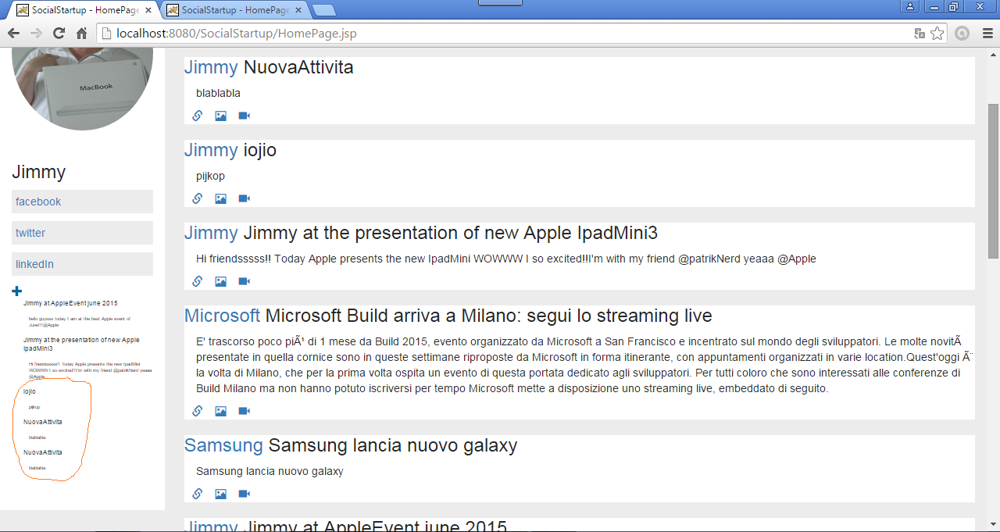 SocialStartup - HomePage
SocialStartup - HomePage
localhost:8080/SocialStartup/HomePage.jsp
MacBook
Jimmy
facebook
twitter
linkedIn
Jimmy at AppleEvent june 2015
hello guysss today I am at the best Apple event of
June!!!@Apple
Jimmy at the presentation of new Apple
IpadMini3
Hi friendsssss!! Today Apple presents the new IpadMini
WOWWW I so excited!!I'm with my friend @patrikNerd yeaaa
@Apple
iojio
pijkop
NuovaAttivita
blablabla
NuovaAttivita
blablabla
Jimmy NuovaAttivita
blablabla
Jimmy iojio
pijkop
Jimmy Jimmy at the presentation of new Apple IpadMini3
Hi friendsssss!! Today Apple presents the new IpadMini WOWWW I so excited!!I'm with my friend @patrikNerd yeaaa @Apple
Microsoft Microsoft Build arriva a Milano: segui lo streaming live
E' trascorso poco piÃ¹ di 1 mese da Build 2015, evento organizzato da Microsoft a San Francisco e incentrato sul mondo degli sviluppatori. Le molte novitÃ
presentate in quella cornice sono in queste settimane riproposte da Microsoft in forma itinerante, con appuntamenti organizzati in varie location.Quest'oggi Ã¨
la volta di Milano, che per la prima volta ospita un evento di questa portata dedicato agli sviluppatori. Per tutti coloro che sono interessati alle conferenze di
Build Milano ma non hanno potuto iscriversi per tempo Microsoft mette a disposizione uno streaming live, embeddato di seguito.
Samsung Samsung lancia nuovo galaxy
Samsung lancia nuovo galaxy
Jimmy Jimmy at AppleEvent june 2015